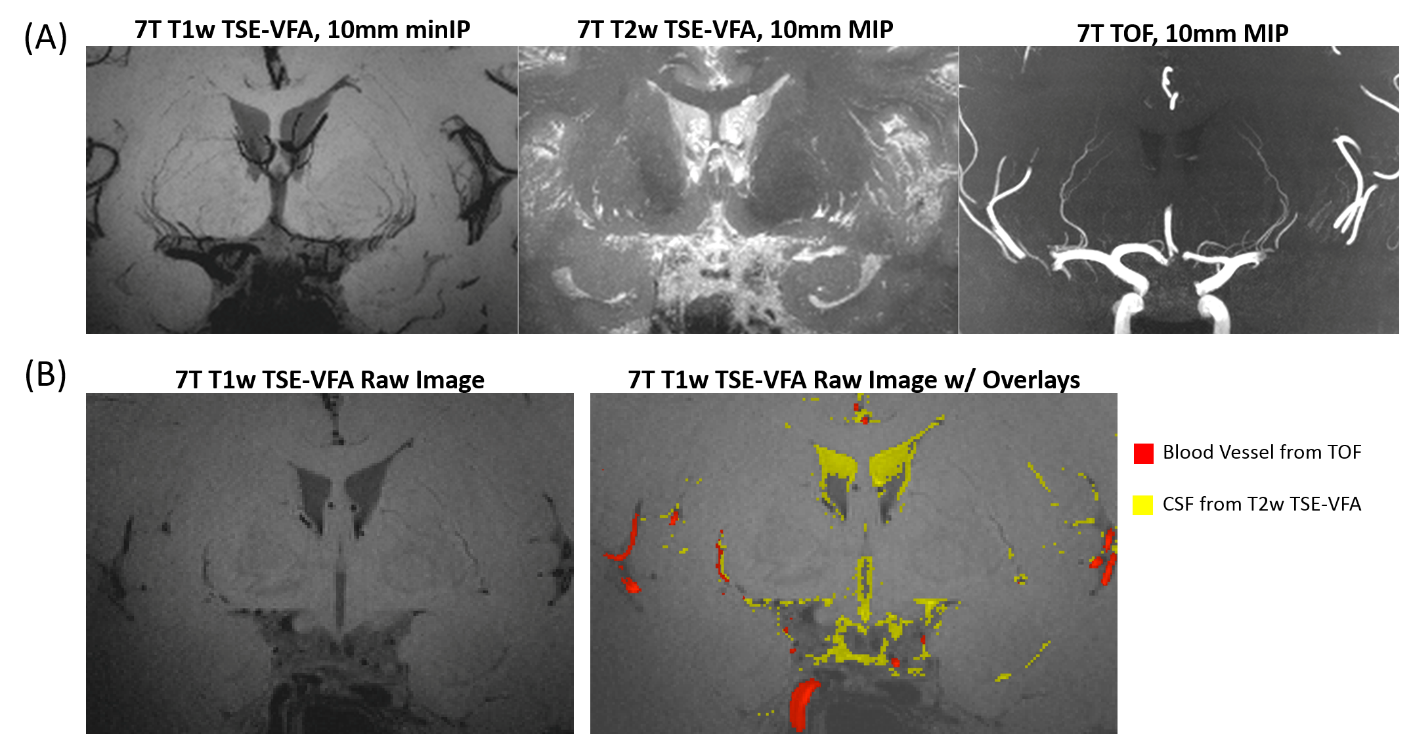 (A)
7T T1w TSE-VFA, 10mm minIP
7T T2w TSE-VFA, 10mm MIP
7T TOF, 10mm MIP
(B)
7T T1w TSE-VFA Raw Image
7T T1w TSE-VFA Raw Image w/ Overlays
Blood Vessel from TOF
CSF from T2w TSE-VFA